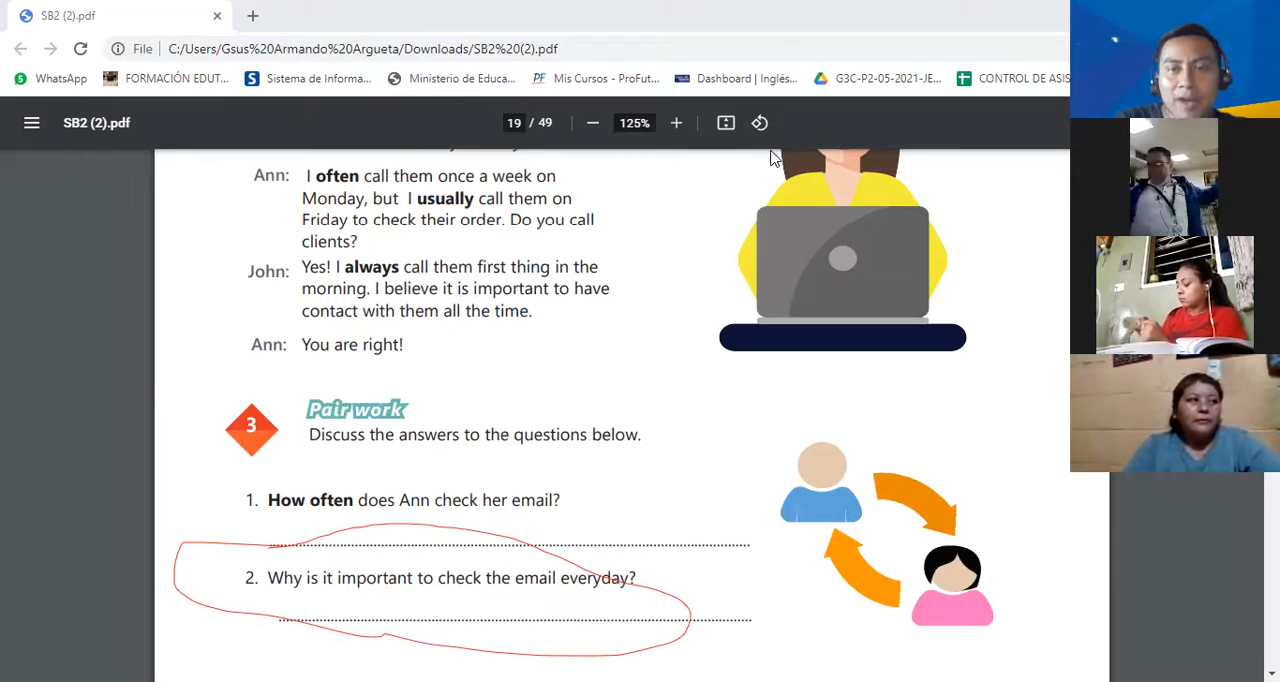 SB2 (2).pdf
File C:/Users/Gsus%20Armando%20Argueta/Downloads/SB2%20(2).pdf
5 WhatsApp FORMACIÓN EDUT... S Sistema de Informa... Ministerio de Educa... PF Mis Cursos - ProFut... Dashboard | Inglés,... G3C-P2-05-2021-JE... CONTROL DE ASIS
SB2 (2).pdf 19 / 49 125%
Ann: I often call them once a week on
Monday, but I usually call them on
Friday to check their order. Do you call
clients?
John: Yes! I always call them first thing in the
morning. I believe it is important to have
contact with them all the time.
Ann: You are right!
3 Pair work
Discuss the answers to the questions below.
1. How often does Ann check her email?
2. Why is it important to check the email everyday?